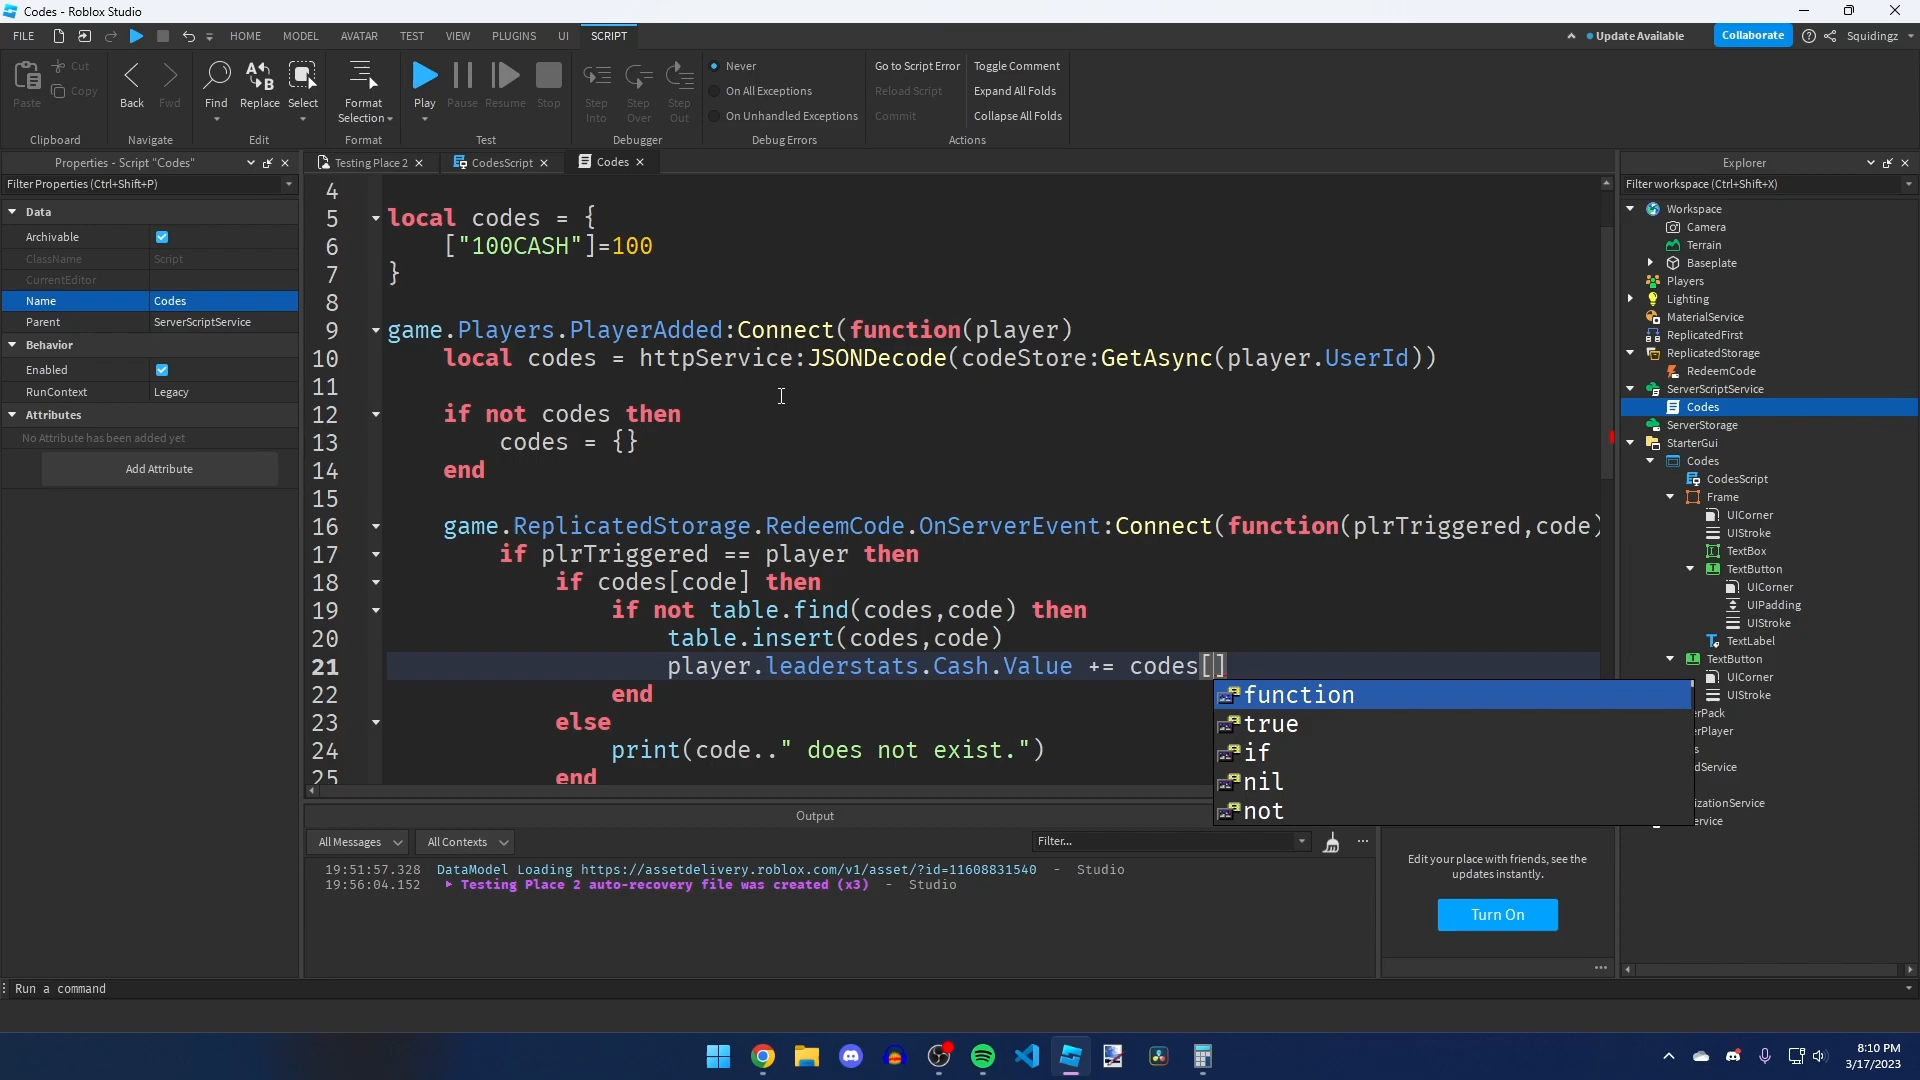 Codes - Roblox Studio
FILE HOME MODEL AVATAR TEST VIEW PLUGINS UI SCRIPT Update Available Collaborate Squidingz
Paste Cut Copy Back Fwd Find Replace Select Format Selection Play Pause Resume Stop Step Into Step Over Step Out
Never
On All Exceptions
On Unhandled Exceptions
Go to Script Error Toggle Comment
Reload Script Expand All Folds
Commit Collapse All Folds
Clipboard Navigate Edit Format Test Debugger Debug Errors Actions
Properties - Script "Codes"
Filter Properties (Ctrl+Shift+P)
Data
Archivable
ClassName Script
CurrentEditor
Name Codes
Parent ServerScriptService
Behavior
Enabled
RunContext Legacy
Attributes
No Attribute has been added yet
Add Attribute
Testing Place 2 CodesScript Codes
4
5 local codes = {
6 ["100CASH"]=100
7 }
8
9 game.Players.PlayerAdded:Connect(function(player)
10 local codes = httpService:JSONDecode(codeStore:GetAsync(player.UserId))
11
12 if not codes then
13 codes = {}
14 end
15
16 game.ReplicatedStorage.RedeemCode.OnServerEvent:Connect(function(plrTriggered,code)
17 if plrTriggered == player then
18 if codes[code] then
19 if not table.find(codes,code) then
20 table.insert(codes,code)
21 player.leaderstats.Cash.Value += codes[]
22 end
23 else
24 print(code.." does not exist.")
25 end
function
true
if
nil
not
Output
All Messages All Contexts Filter...
19:51:57.328 DataModel Loading https://assetdelivery.roblox.com/v1/asset/?id=11608831540 - Studio
19:56:04.152 Testing Place 2 auto-recovery file was created (x3) - Studio
Edit your place with friends, see the
updates instantly.
Turn On
Explorer
Filter workspace (Ctrl+Shift+X)
Workspace
Camera
Terrain
Baseplate
Players
Lighting
MaterialService
ReplicatedFirst
ReplicatedStorage
RedeemCode
ServerScriptService
Codes
ServerStorage
StarterGui
Codes
CodesScript
Frame
UICorner
UIStroke
TextBox
TextButton
UICorner
UIPadding
UIStroke
TextLabel
TextButton
UICorner
UIStroke
erPack
erPlayer
s
dService
izationService
ervice
Run a command
8:10 PM
3/17/2023